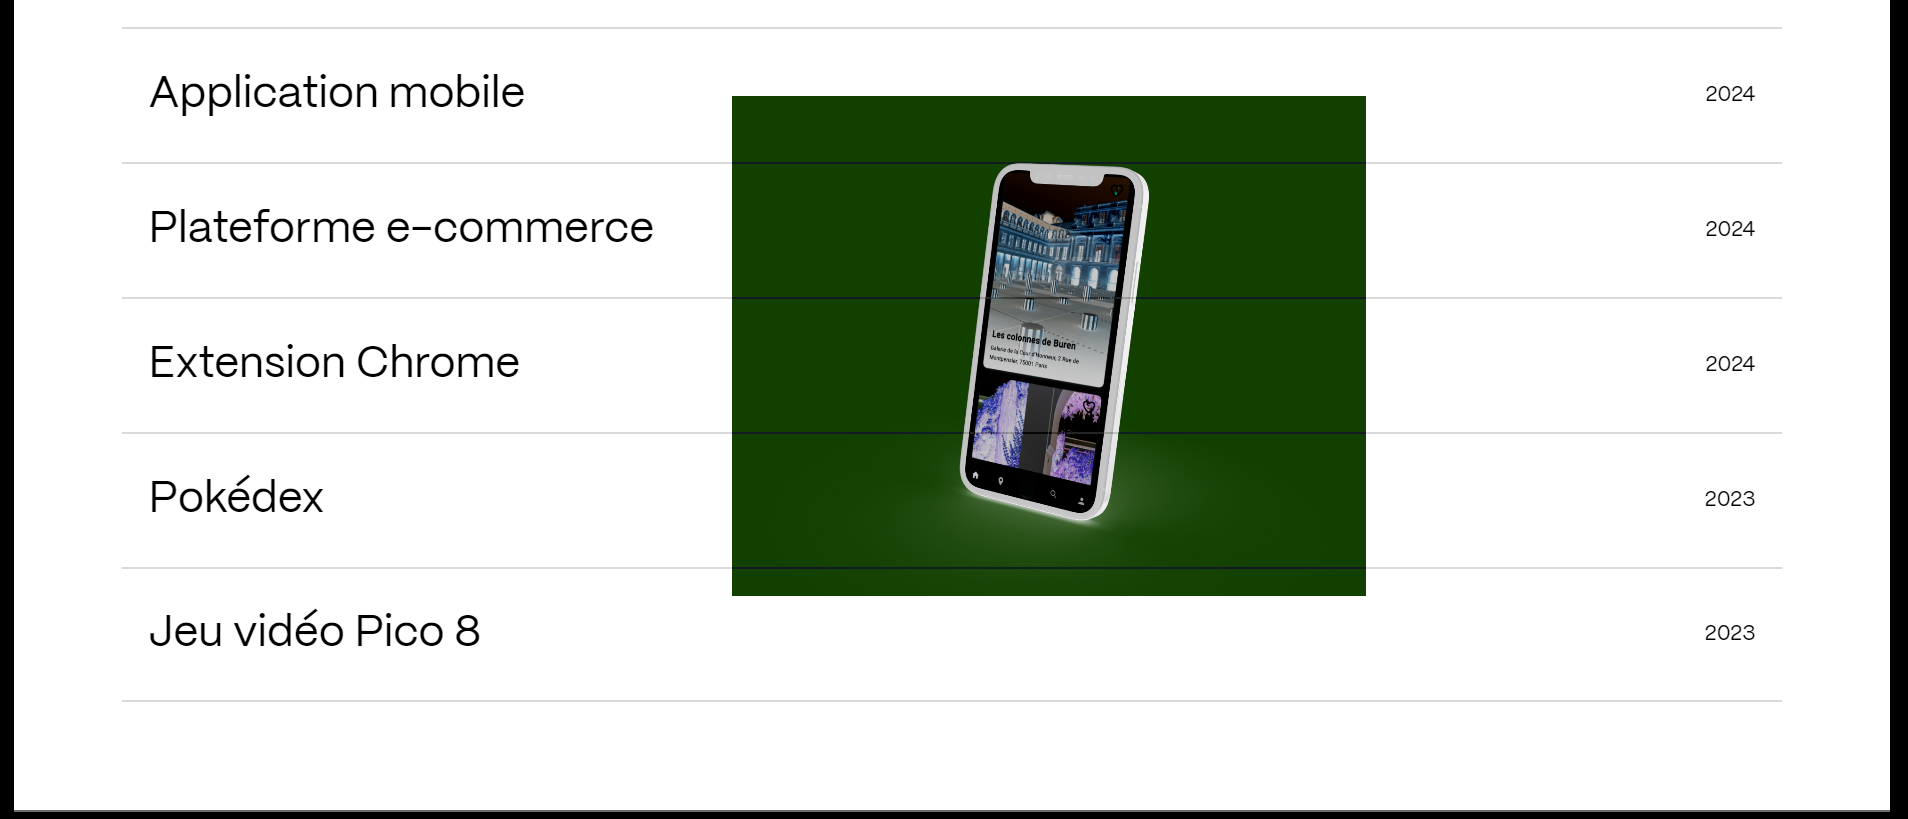 Application mobile
2024
Plateforme e-commerce
2024
Extension Chrome
2024
Pokédex
2023
Jeu vidéo Pico 8
2023
Les colonnes de Buren
Galerie de la Cour d'Honneur, 2 Rue de
Montpensier, 75001 Paris